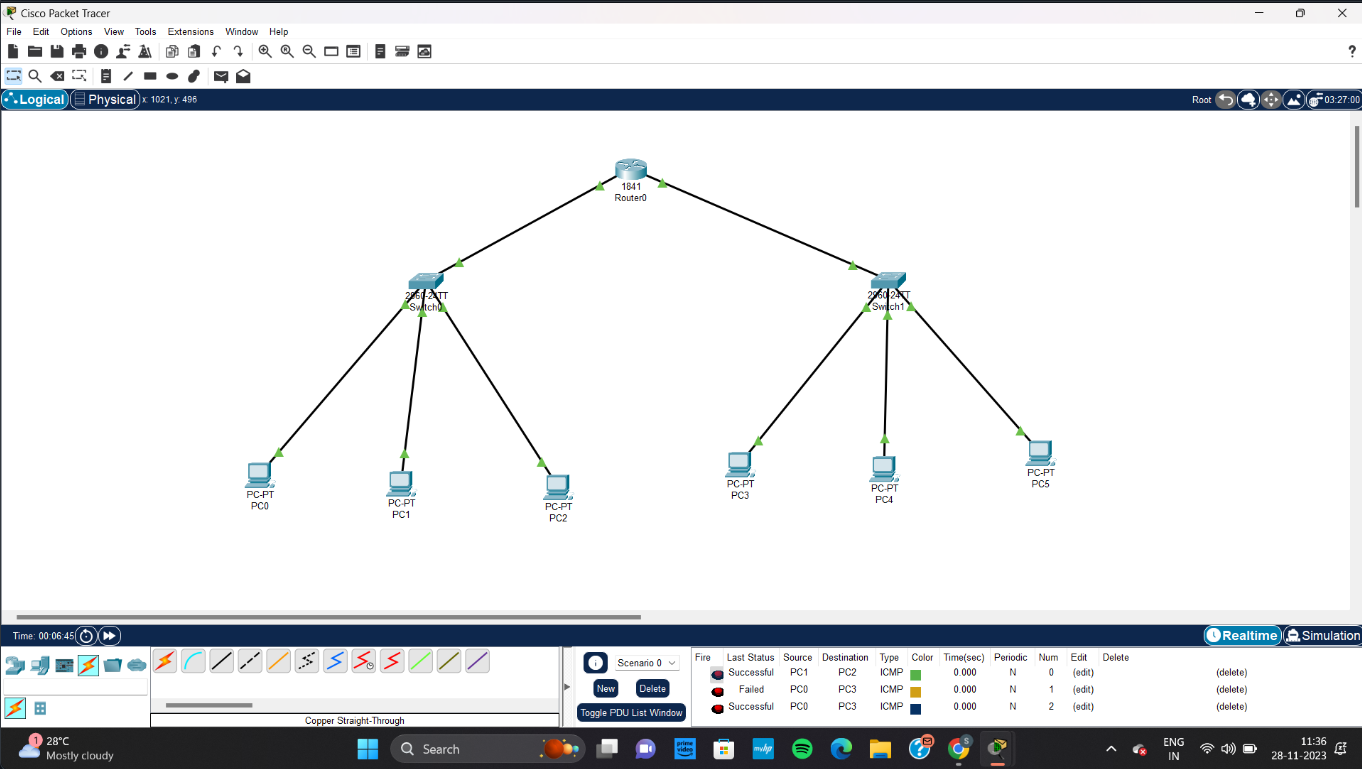 Cisco Packet Tracer
File Edit Options View Tools Extensions Window Help
?
Logical Physical x: 1021, y: 496 Root 03:27:00
1841
Router0
2960-24TT
Switch0
2960-24TT
Switch1
PC-PT
PC0
PC-PT
PC1
PC-PT
PC2
PC-PT
PC3
PC-PT
PC4
PC-PT
PC5
Time: 00:06:45 Realtime Simulation
Scenario 0
New Delete
Toggle PDU List Window
Copper Straight-Through
Fire Last Status Source Destination Type Color Time(sec) Periodic Num Edit Delete
Successful PC1 PC2 ICMP 0.000 N 0 (edit) (delete)
Failed PC0 PC3 ICMP 0.000 N 1 (edit) (delete)
Successful PC0 PC3 ICMP 0.000 N 2 (edit) (delete)
1
28°C
Mostly cloudy
Search
prime video
myhp
S
ENG
IN
11:36
28-11-2023